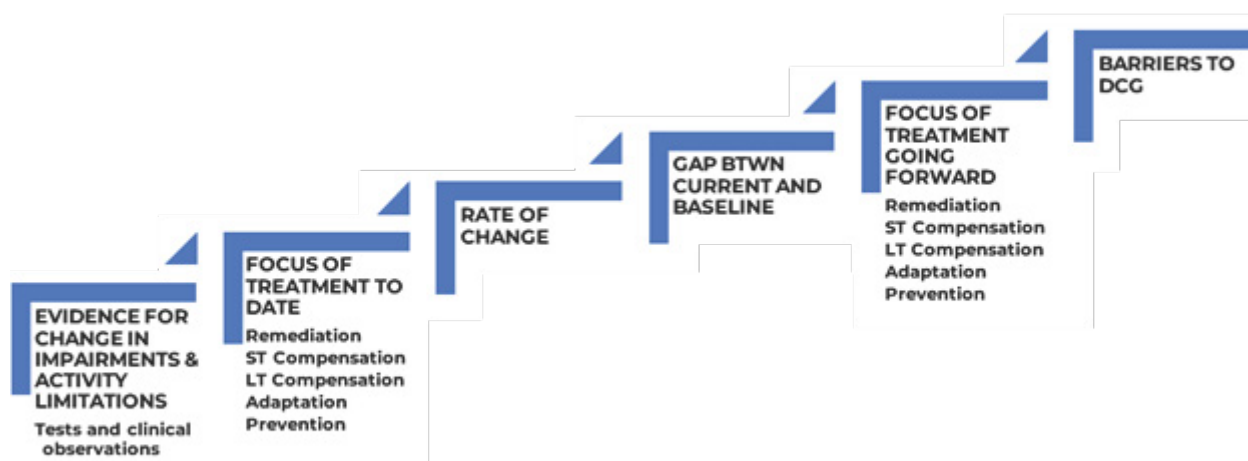 EVIDENCE FOR
CHANGE IN
IMPAIRMENTS &
ACTIVITY
LIMITATIONS
Tests and clinical
observations
FOCUS OF
TREATMENT TO
DATE
Remediation
ST Compensation
LT Compensation
Adaptation
Prevention
RATE OF
CHANGE
GAP BTWN
CURRENT AND
BASELINE
FOCUS OF
TREATMENT
GOING
FORWARD
Remediation
ST Compensation
LT Compensation
Adaptation
Prevention
BARRIERS TO
DCG